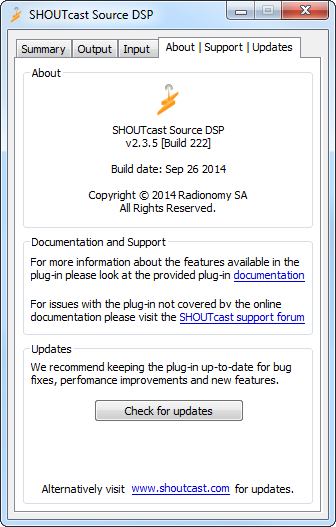 SHOUTcast Source DSP
Summary Output Input About | Support | Updates
About
SHOUTcast Source DSP
v2.3.5 [Build 222]
Build date: Sep 26 2014
Copyright © 2014 Radionomy SA
All Rights Reserved.
Documentation and Support
For more information about the features available in the
plug-in please look at the provided plug-in documentation
For issues with the plug-in not covered by the online
documentation please visit the SHOUTcast support forum
Updates
We recommend keeping the plug-in up-to-date for bug
fixes, perfomance improvements and new features.
Check for updates
Alternatively visit www.shoutcast.com for updates.